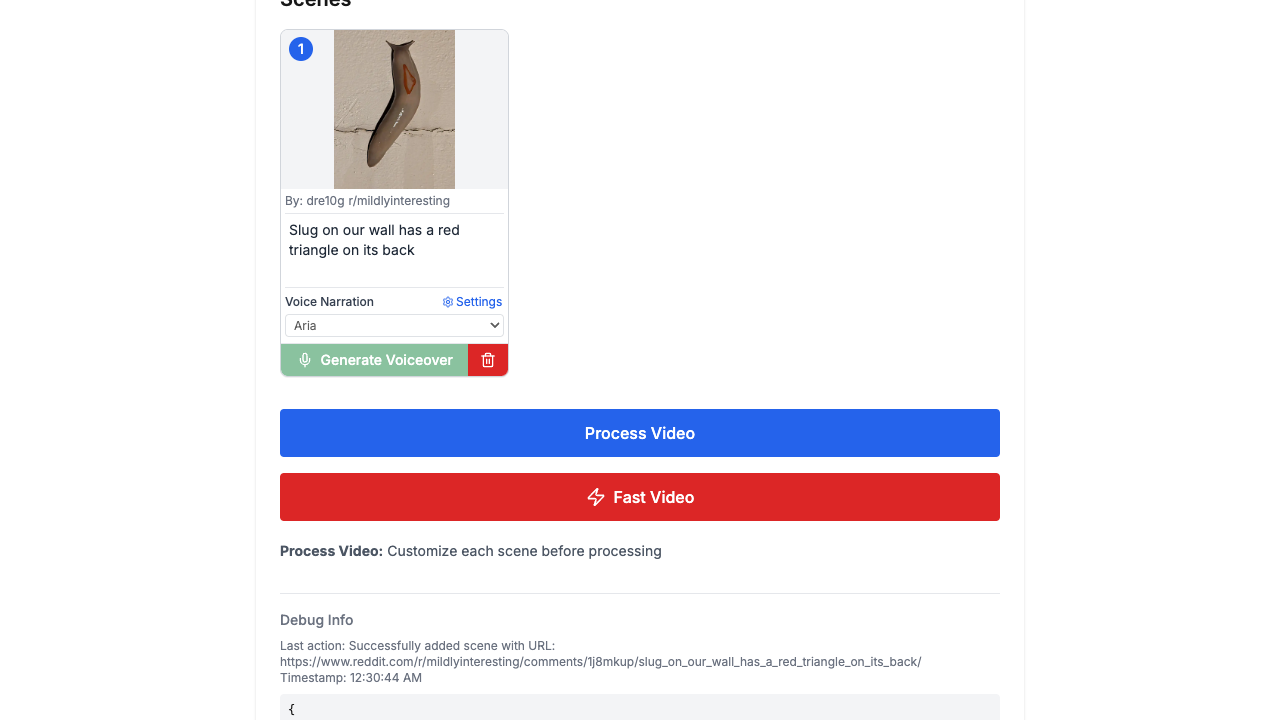 Scenes
1
By: dre10g r/mildlyinteresting
Slug on our wall has a red
triangle on its back
Voice Narration
Settings
Aria
Generate Voiceover
Process Video
Fast Video
Process Video: Customize each scene before processing
Debug Info
Last action: Successfully added scene with URL:
https://www.reddit.com/r/mildlyinteresting/comments/1j8mkup/slug_on_our_wall_has_a_red_triangle_on_its_back/
Timestamp: 12:30:44 AM
{